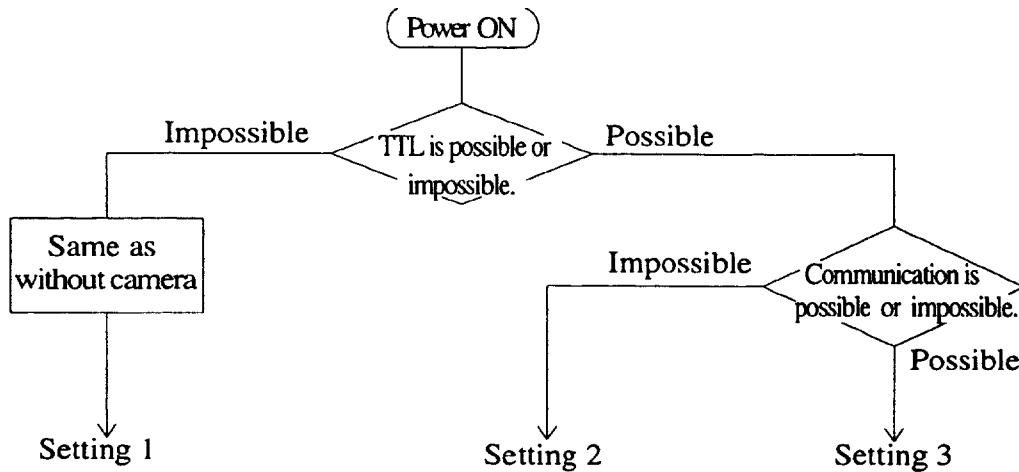 Power ON
Impossible
TTL is possible or
impossible.
Possible
Same as
without camera
Impossible
Communication is
possible or impossible.
Possible
Setting 1
Setting 2
Setting 3